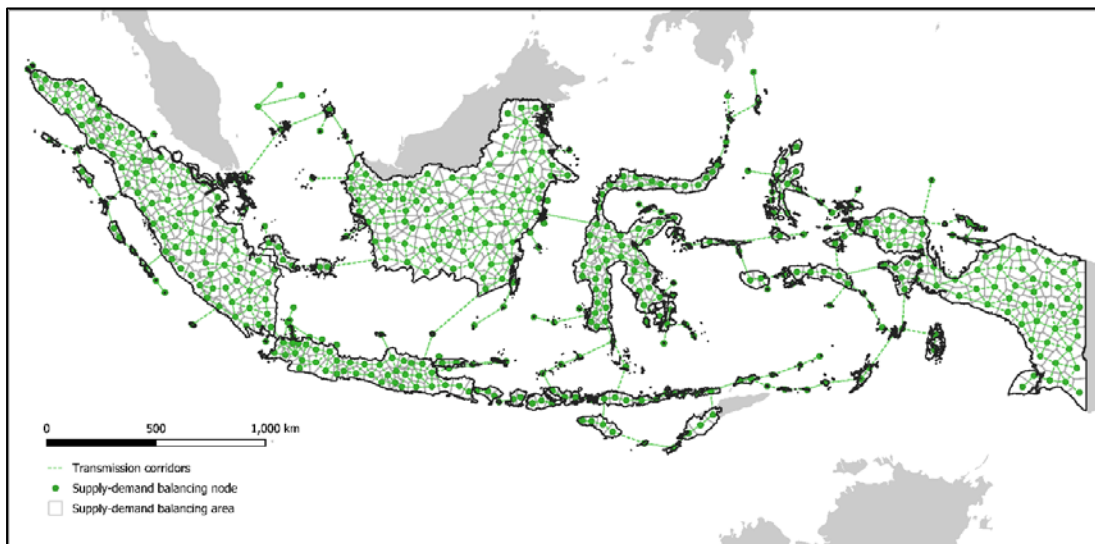 0 500 1,000 km
Transmission corridors
Supply-demand balancing node
Supply-demand balancing area